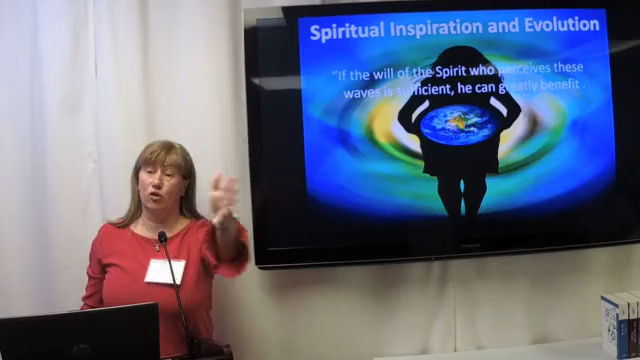 Spiritual Inspiration and Evolution
“If the will of the Spirit who perceives these
waves is sufficient, he can greatly benefit .
hp